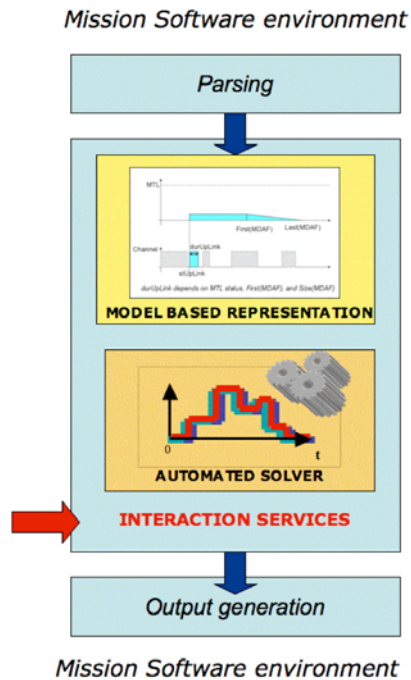 Mission Software environment
Parsing
MTL
First(MDAF)
Last(MDAF)
durUpLink
Channel
stUpLink
durUpLink depends on MTL status, First(MDAF), and Size(MDAF)
MODEL BASED REPRESENTATION
0
t
AUTOMATED SOLVER
INTERACTION SERVICES
Output generation
Mission Software environment